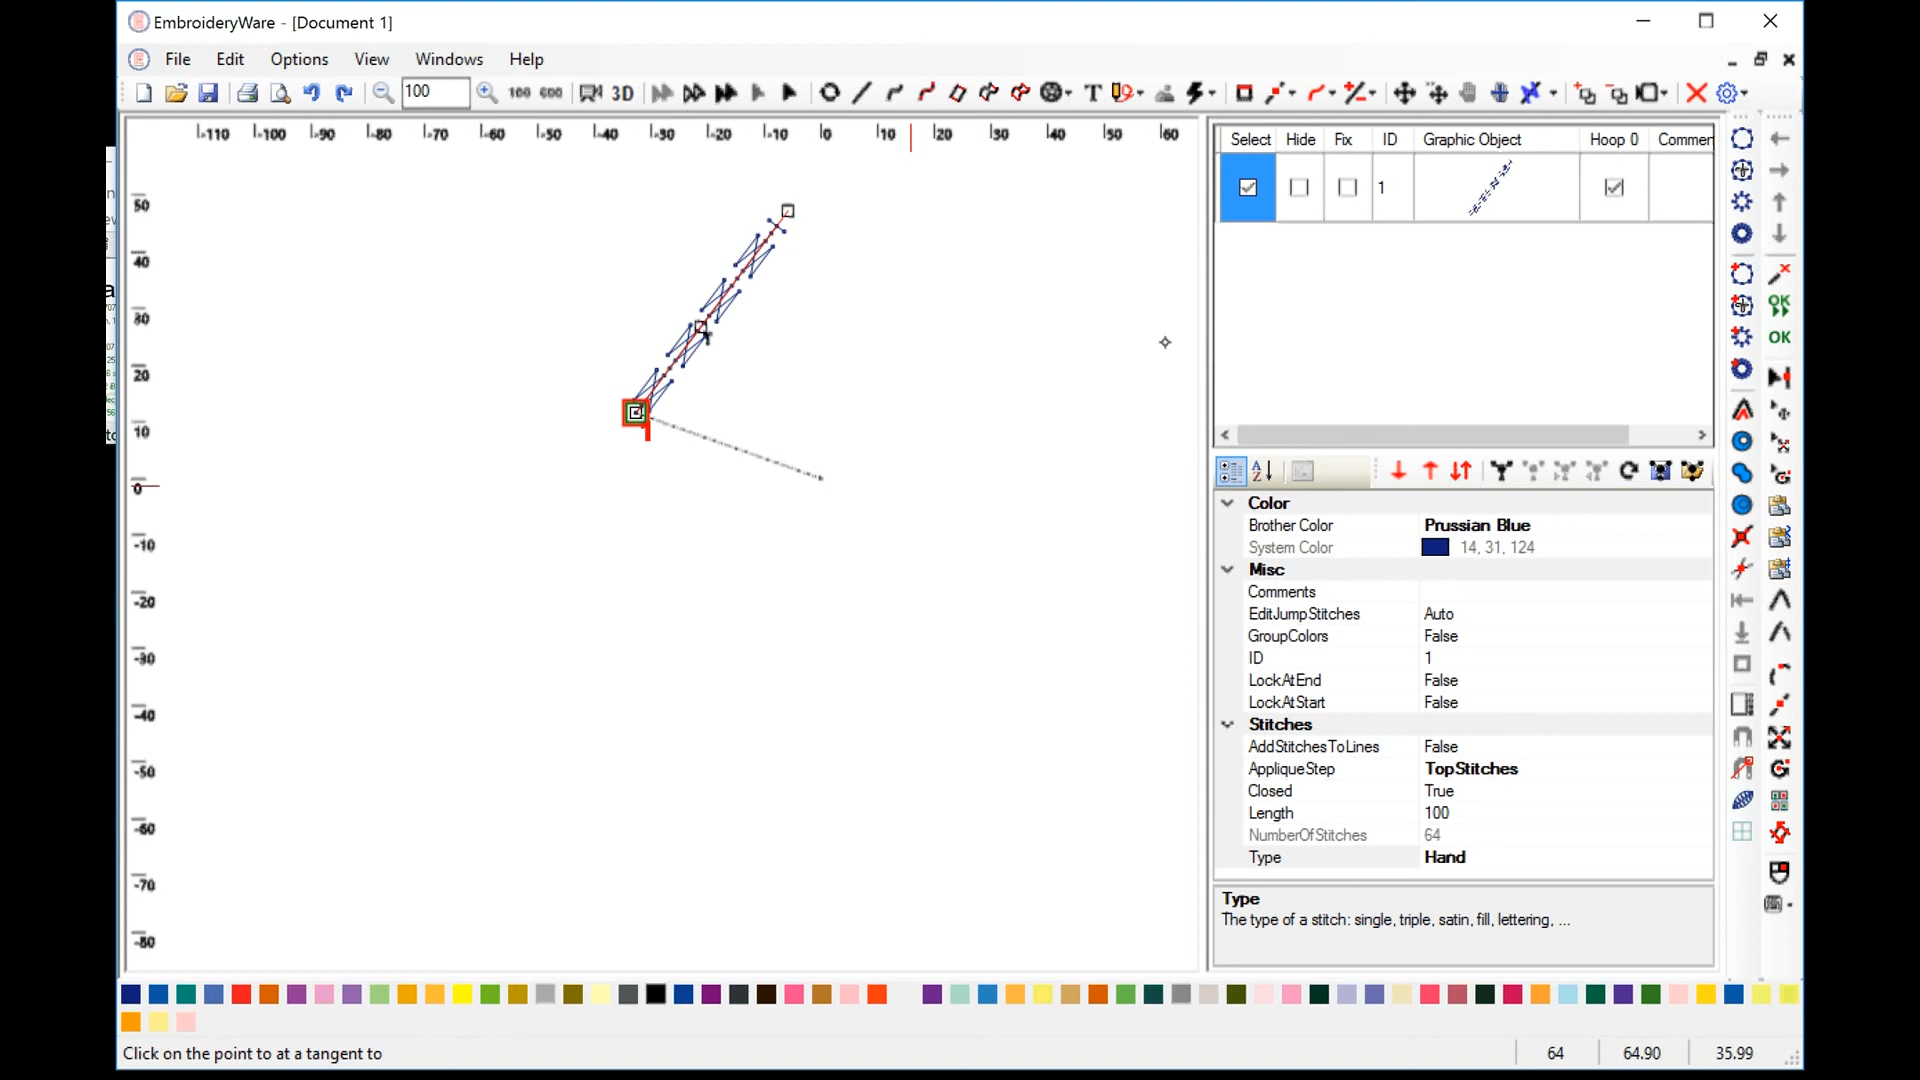 EmbroideryWare - [Document 1]
File Edit Options View Windows Help
100 100 600 3D T
-110 -100 -90 -80 -70 -60 -50 -40 -30 -20 -10 0 10 20 30 40 50 60
50
40
30
20
10
0
-10
-20
-30
-40
-50
-60
-70
-80
Select Hide Fix ID Graphic Object Hoop 0 Commer
1
OK
OK
Color
Brother Color Prussian Blue
System Color 14, 31, 124
Misc
Comments
EditJumpStitches Auto
GroupColors False
ID 1
LockAtEnd False
LockAtStart False
Stitches
AddStitchesToLines False
AppliqueStep TopStitches
Closed True
Length 100
NumberOfStitches 64
Type Hand
Type
The type of a stitch: single, triple, satin, fill, lettering, ...
Click on the point to at a tangent to 64 64.90 35.99